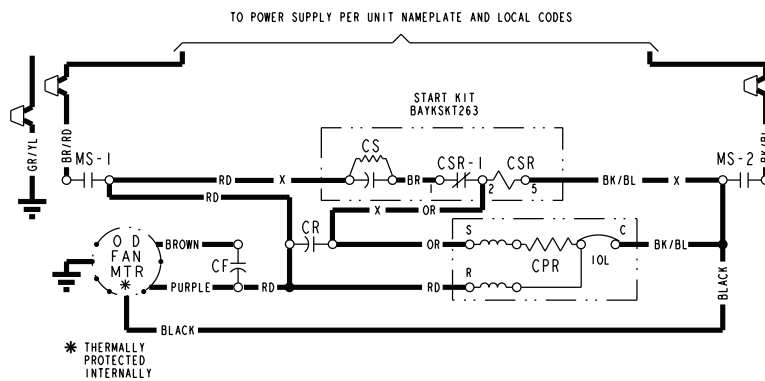 TO POWER SUPPLY PER UNIT NAMEPLATE AND LOCAL CODES
START KIT
BAYKSKT263
GR/YL
BR/RD
BK/BL
MS-1
CS
CSR-1
CSR
MS-2
RD X
BR
1
2
5
BK/BL X
RD
X OR
O D
FAN
MTR
*
BROWN
CF
CR
OR
S
CPR
IOL
C
BK/BL
PURPLE
RD
RD
R
BLACK
BLACK
* THERMALLY
PROTECTED
INTERNALLY